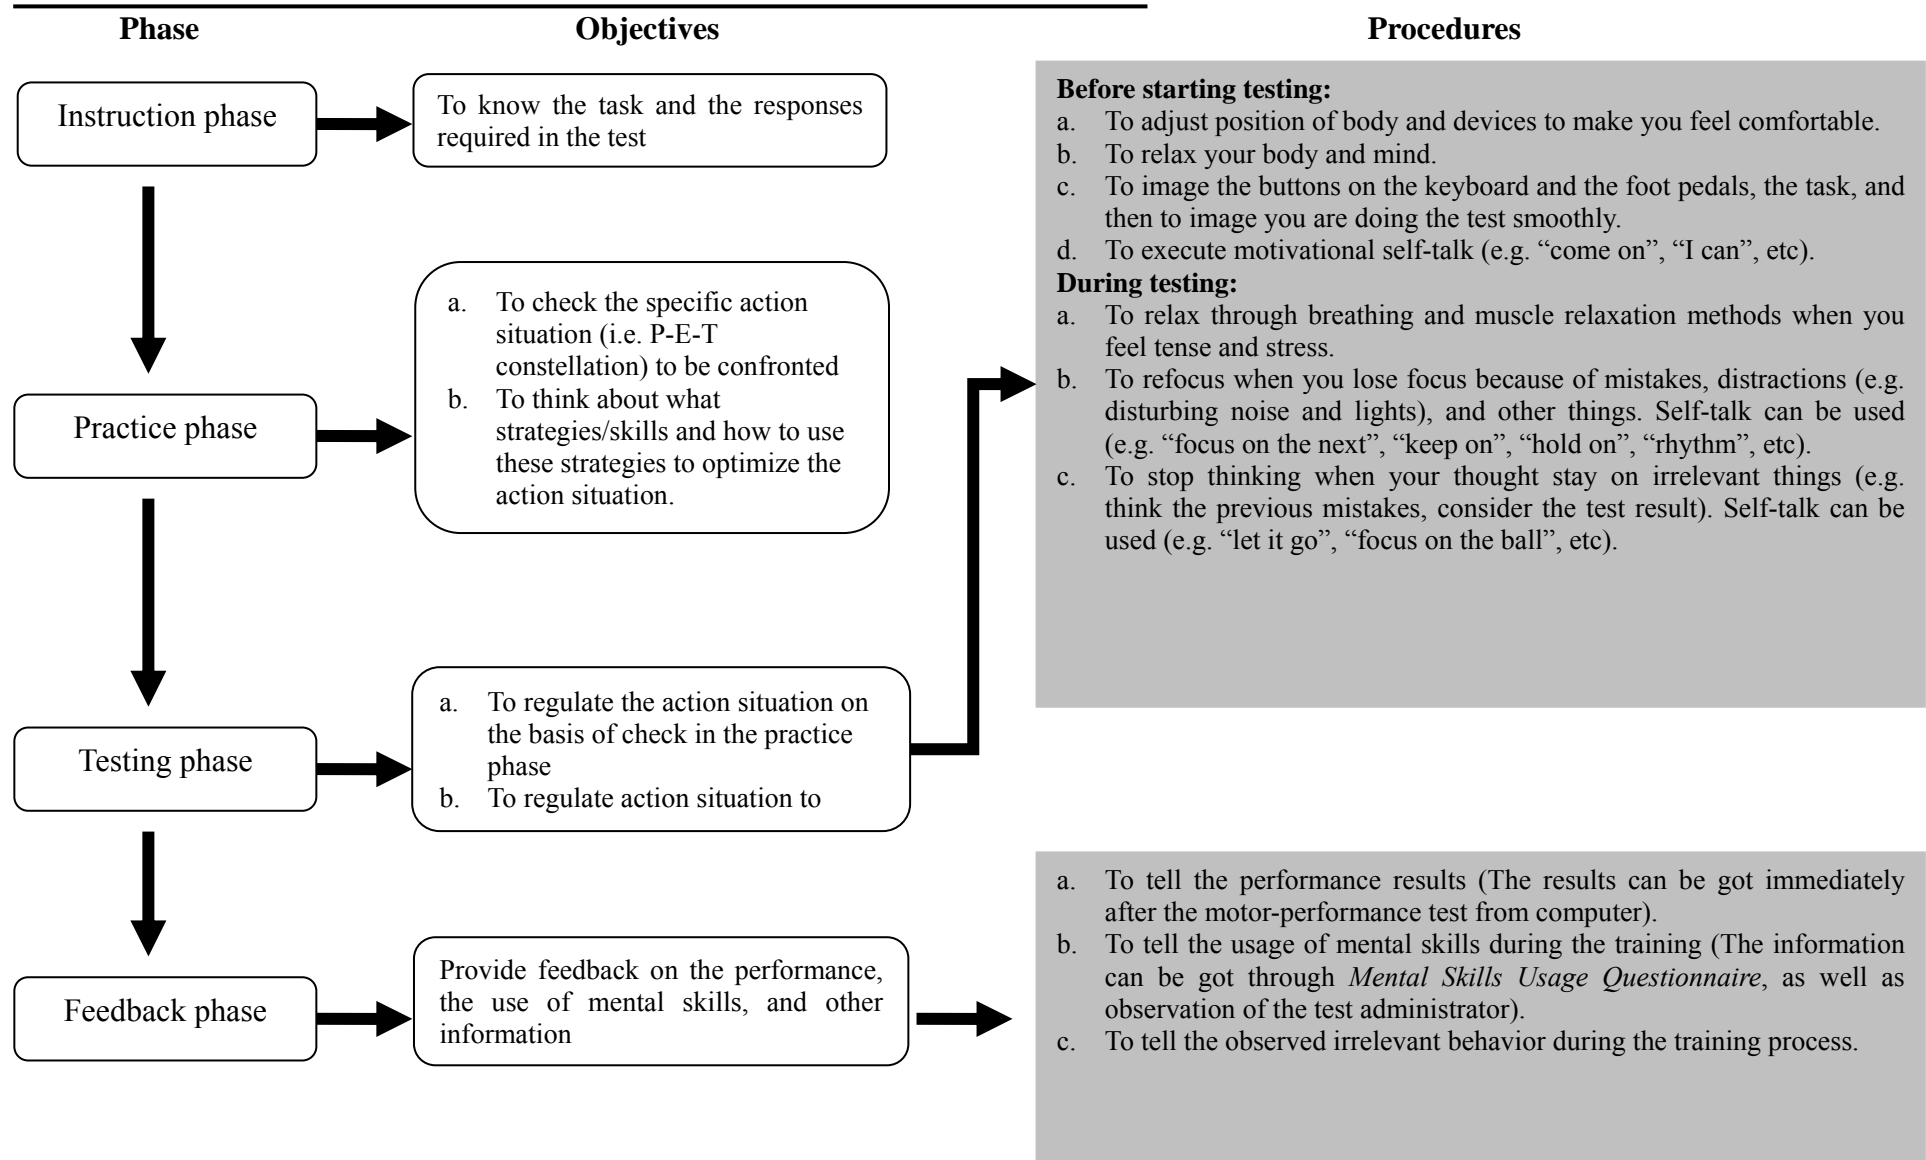 Phase
Objectives
Procedures
Instruction phase
To know the task and the responses
required in the test
Practice phase
a. To check the specific action
situation (i.e. P-E-T
constellation) to be confronted
b. To think about what
strategies/skills and how to use
these strategies to optimize the
action situation.
Testing phase
a. To regulate the action situation on
the basis of check in the practice
phase
b. To regulate action situation to
Before starting testing:
a. To adjust position of body and devices to make you feel comfortable.
b. To relax your body and mind.
c. To image the buttons on the keyboard and the foot pedals, the task, and
then to image you are doing the test smoothly.
d. To execute motivational self-talk (e.g. “come on”, “I can”, etc).
During testing:
a. To relax through breathing and muscle relaxation methods when you
feel tense and stress.
b. To refocus when you lose focus because of mistakes, distractions (e.g.
disturbing noise and lights), and other things. Self-talk can be used
(e.g. “focus on the next”, “keep on”, “hold on”, “rhythm”, etc).
c. To stop thinking when your thought stay on irrelevant things (e.g.
think the previous mistakes, consider the test result). Self-talk can be
used (e.g. “let it go”, “focus on the ball”, etc).
Feedback phase
Provide feedback on the performance,
the use of mental skills, and other
information
a. To tell the performance results (The results can be got immediately
after the motor-performance test from computer).
b. To tell the usage of mental skills during the training (The information
can be got through Mental Skills Usage Questionnaire, as well as
observation of the test administrator).
c. To tell the observed irrelevant behavior during the training process.